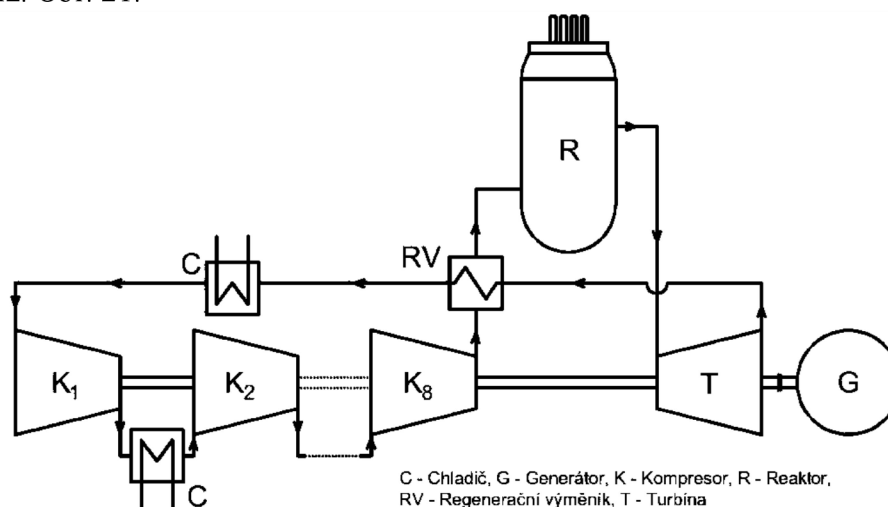 R
C
RV
K1
K2
K8
T
G
C
C - Chladič, G - Generátor, K - Kompresor, R - Reaktor,
RV - Regenerační výměník, T - Turbína